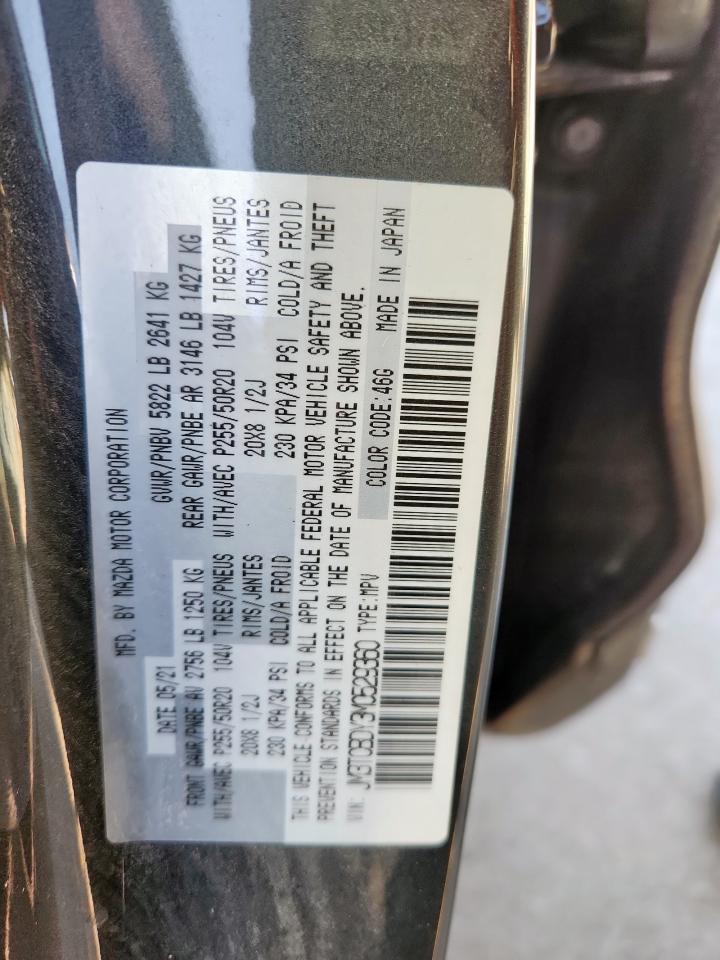 MFD. BY MAZDA MOTOR CORPORATION
DATE 05/21 GVWR/PNBV 5822 LB 2641 KG
FRONT GAWR/PNBE AV 2756 LB 1250 KG REAR GAWR/PNBE AR 3146 LB 1427 KG
WITH/AVEC P255/50R20 104V TIRES/PNEUS WITH/AVEC P255/50R20 104V TIRES/PNEUS
20X8 1/2J RIMS/JANTES 20X8 1/2J RIMS/JANTES
230 KPA/34 PSI COLD/A FROID 230 KPA/34 PSI COLD/A FROID
THIS VEHICLE CONFORMS TO ALL APPLICABLE FEDERAL MOTOR VEHICLE SAFETY AND THEFT
PREVENTION STANDARDS IN EFFECT ON THE DATE OF MANUFACTURE SHOWN ABOVE.
VIN: JM3TCBDY3M0529360 TYPE:MPV COLOR CODE:46G MADE IN JAPAN